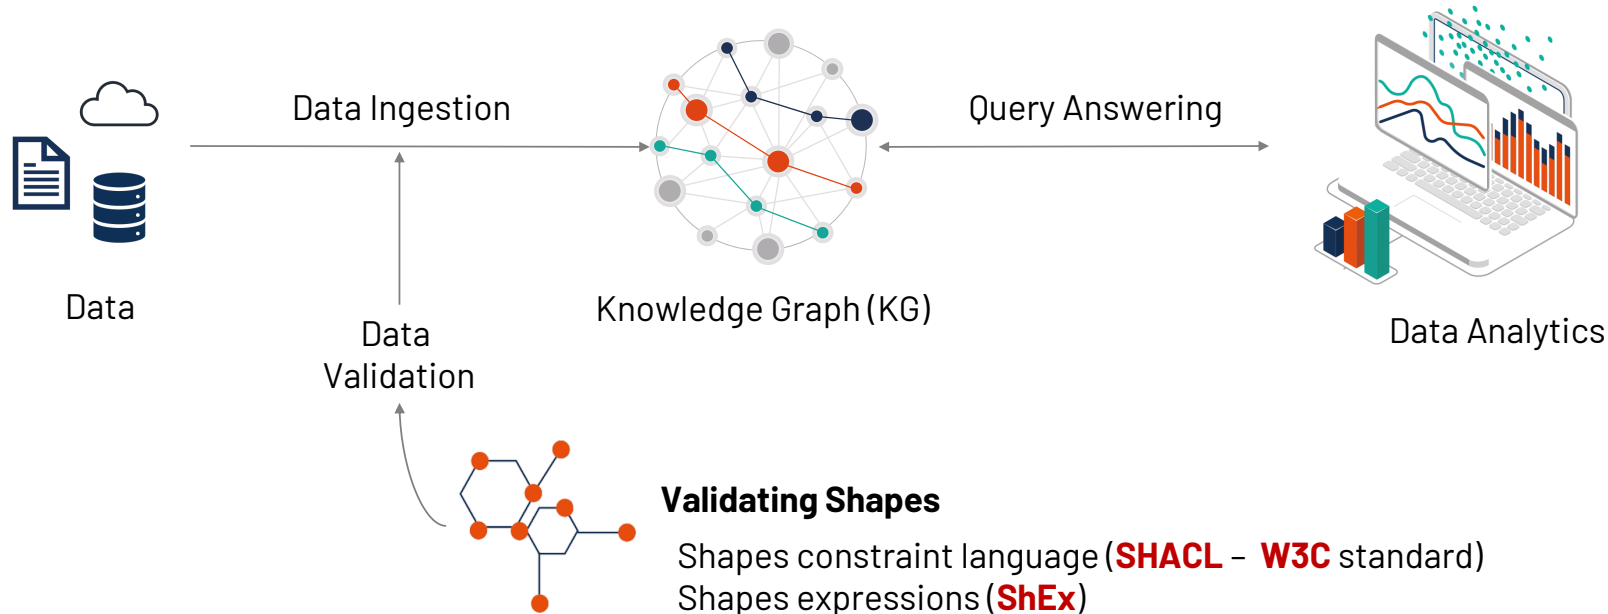 Data Ingestion
Query Answering
Data
Knowledge Graph (KG)
Data Analytics
Data
Validation
Validating Shapes
Shapes constraint language (SHACL – W3C standard)
Shapes expressions (ShEx)